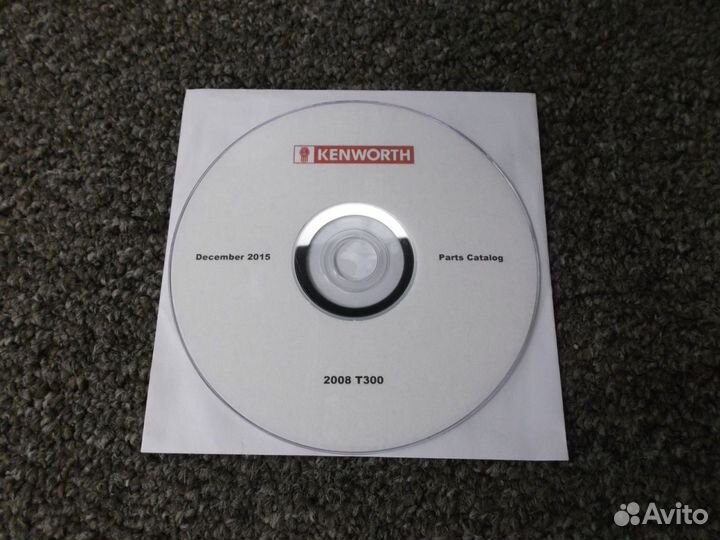 KENWORTH
December 2015
Parts Catalog
2008 T300
Avito